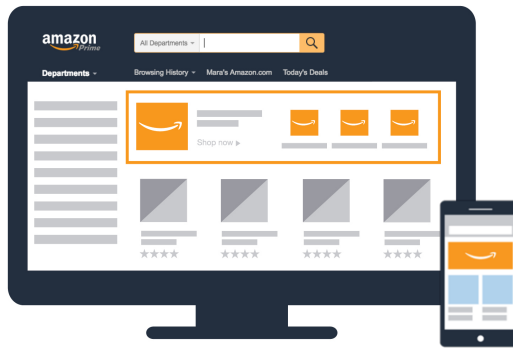 amazon
Prime
All Departments
Departments
Browsing History
Mara's Amazon.com
Today's Deals
Shop now